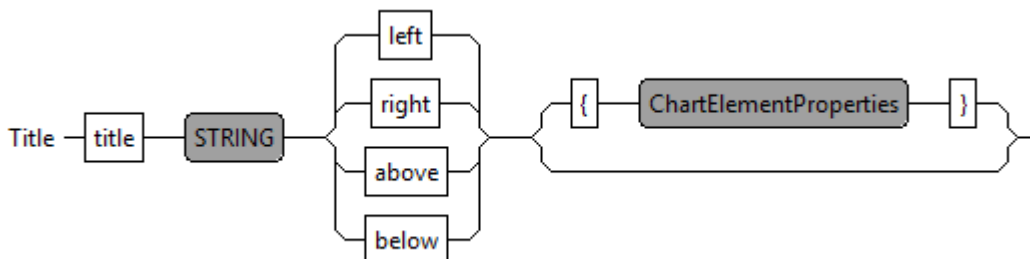 left
right
{ ChartElementProperties }
Title title STRING
above
below